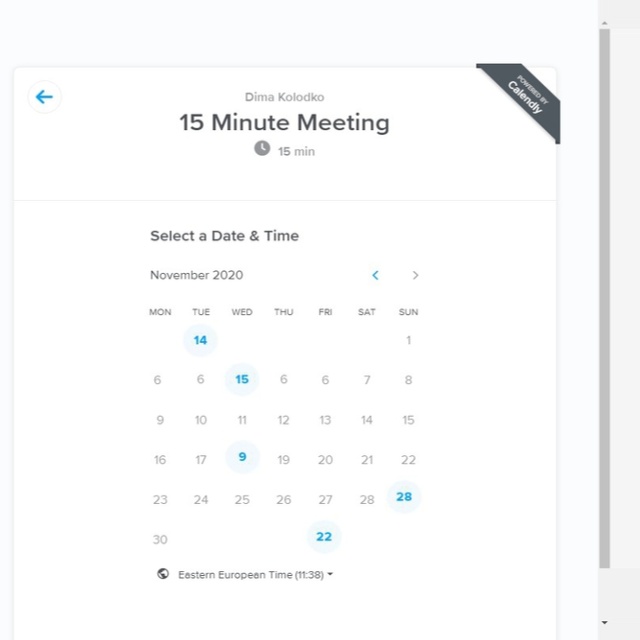 POWERED BY
Calendly
Dima Kolodko
15 Minute Meeting
15 min
Select a Date & Time
November 2020
MON TUE WED THU FRI SAT SUN
14 1
6 6 15 6 6 7 8
9 10 11 12 13 14 15
16 17 9 19 20 21 22
23 24 25 26 27 28 28
30 22
Eastern European Time (11:38)